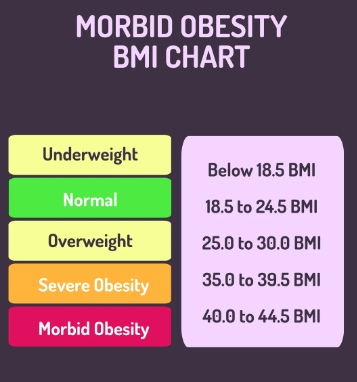 MORBID OBESITY
BMI CHART
Underweight
Below 18.5 BMI
Normal
18.5 to 24.5 BMI
Overweight
25.0 to 30.0 BMI
Severe Obesity
35.0 to 39.5 BMI
Morbid Obesity
40.0 to 44.5 BMI